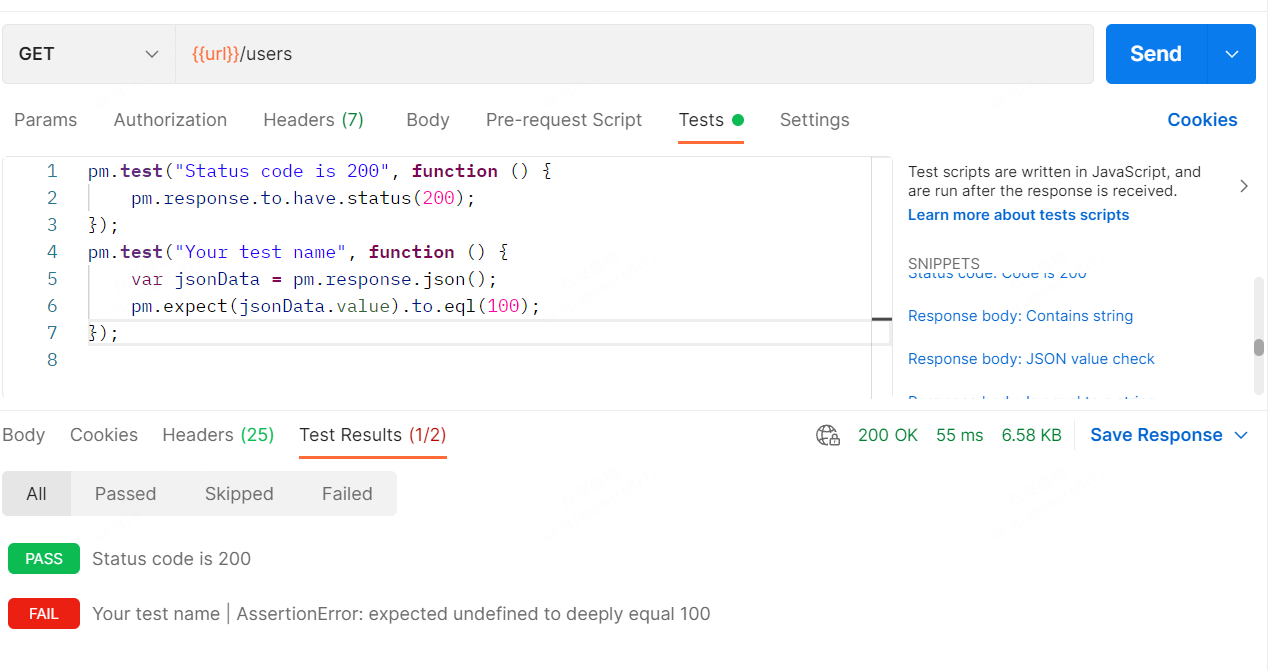 GET {{url}}/users Send
Params Authorization Headers (7) Body Pre-request Script Tests Settings Cookies
1 pm.test("Status code is 200", function () {
2 pm.response.to.have.status(200);
3 });
4 pm.test("Your test name", function () {
5 var jsonData = pm.response.json();
6 pm.expect(jsonData.value).to.eql(100);
7 });
8
Test scripts are written in JavaScript, and
are run after the response is received.
Learn more about tests scripts
SNIPPETS
Status code: Code is 200
Response body: Contains string
Response body: JSON value check
Body Cookies Headers (25) Test Results (1/2) 200 OK 55 ms 6.58 KB Save Response
All Passed Skipped Failed
PASS Status code is 200
FAIL Your test name | AssertionError: expected undefined to deeply equal 100